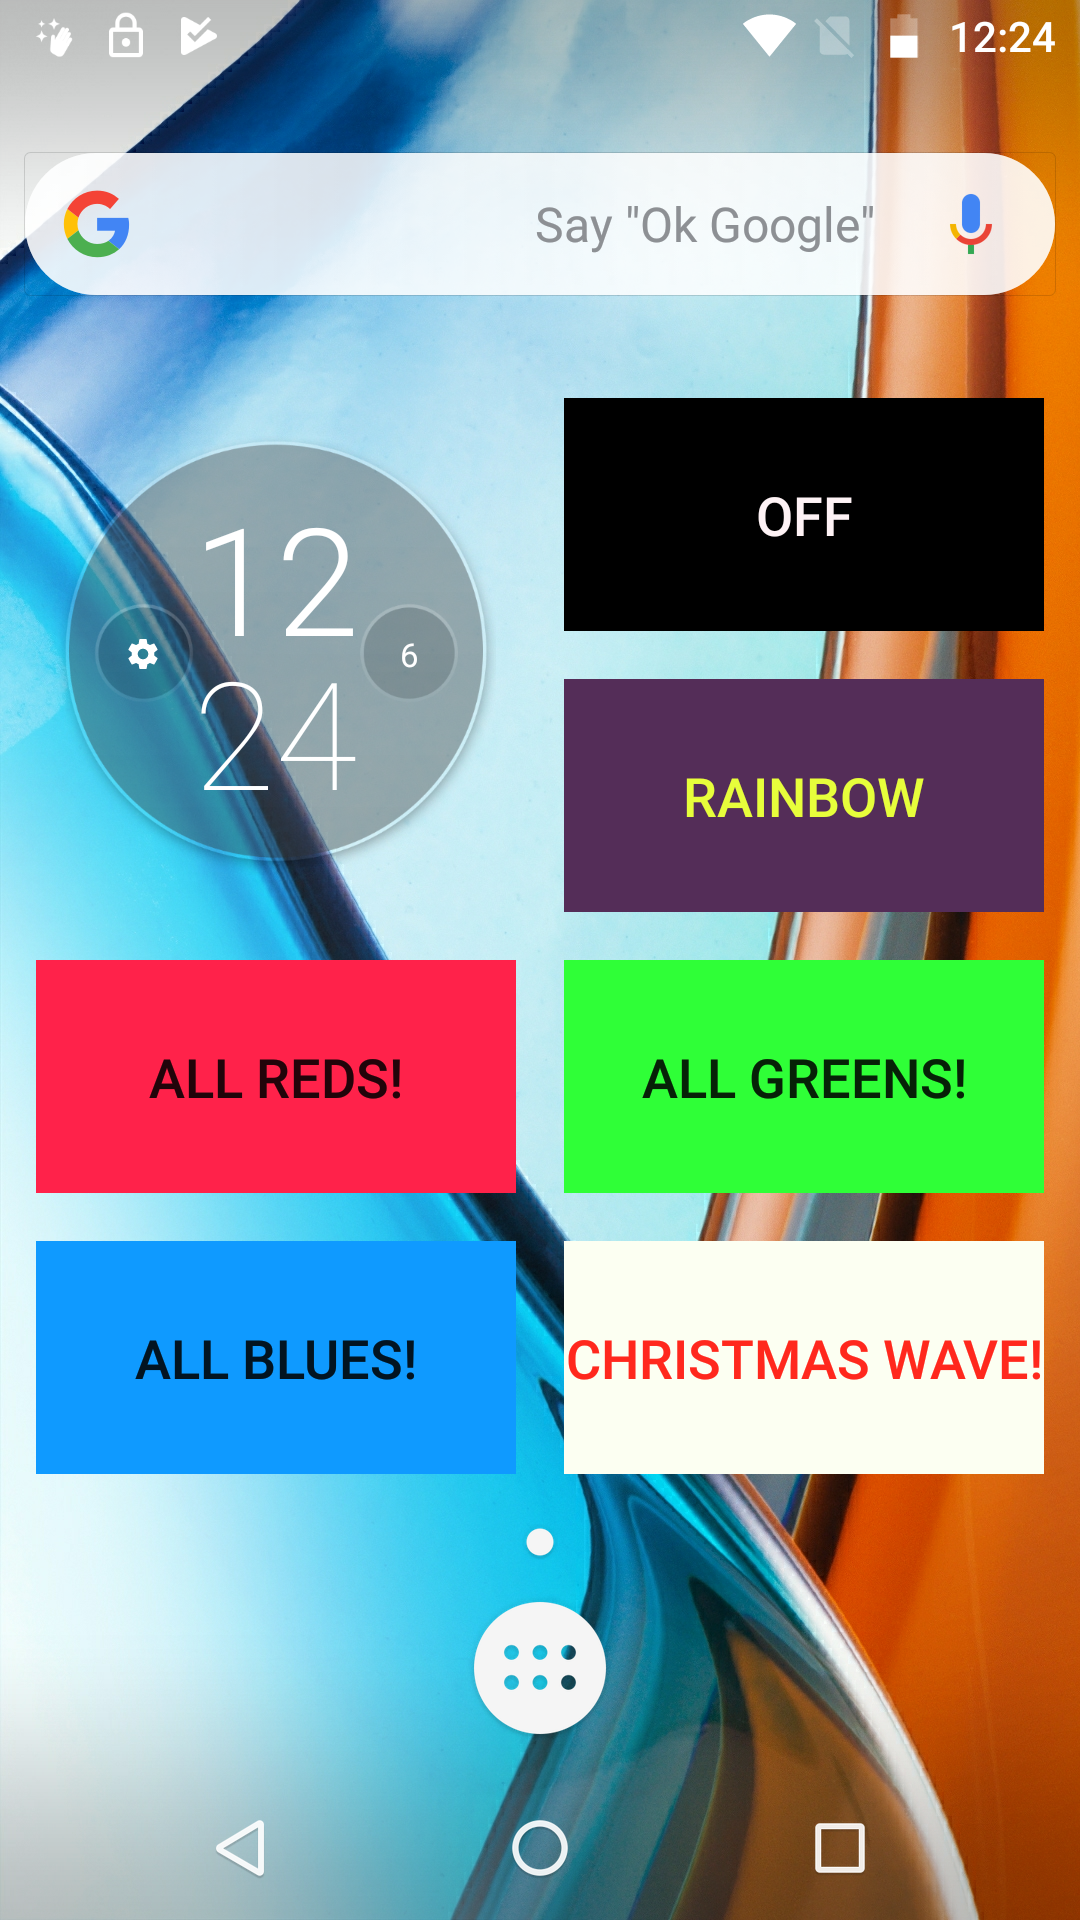 12:24
Say "Ok Google"
OFF
12
6
24
RAINBOW
ALL REDS!
ALL GREENS!
ALL BLUES!
CHRISTMAS WAVE!